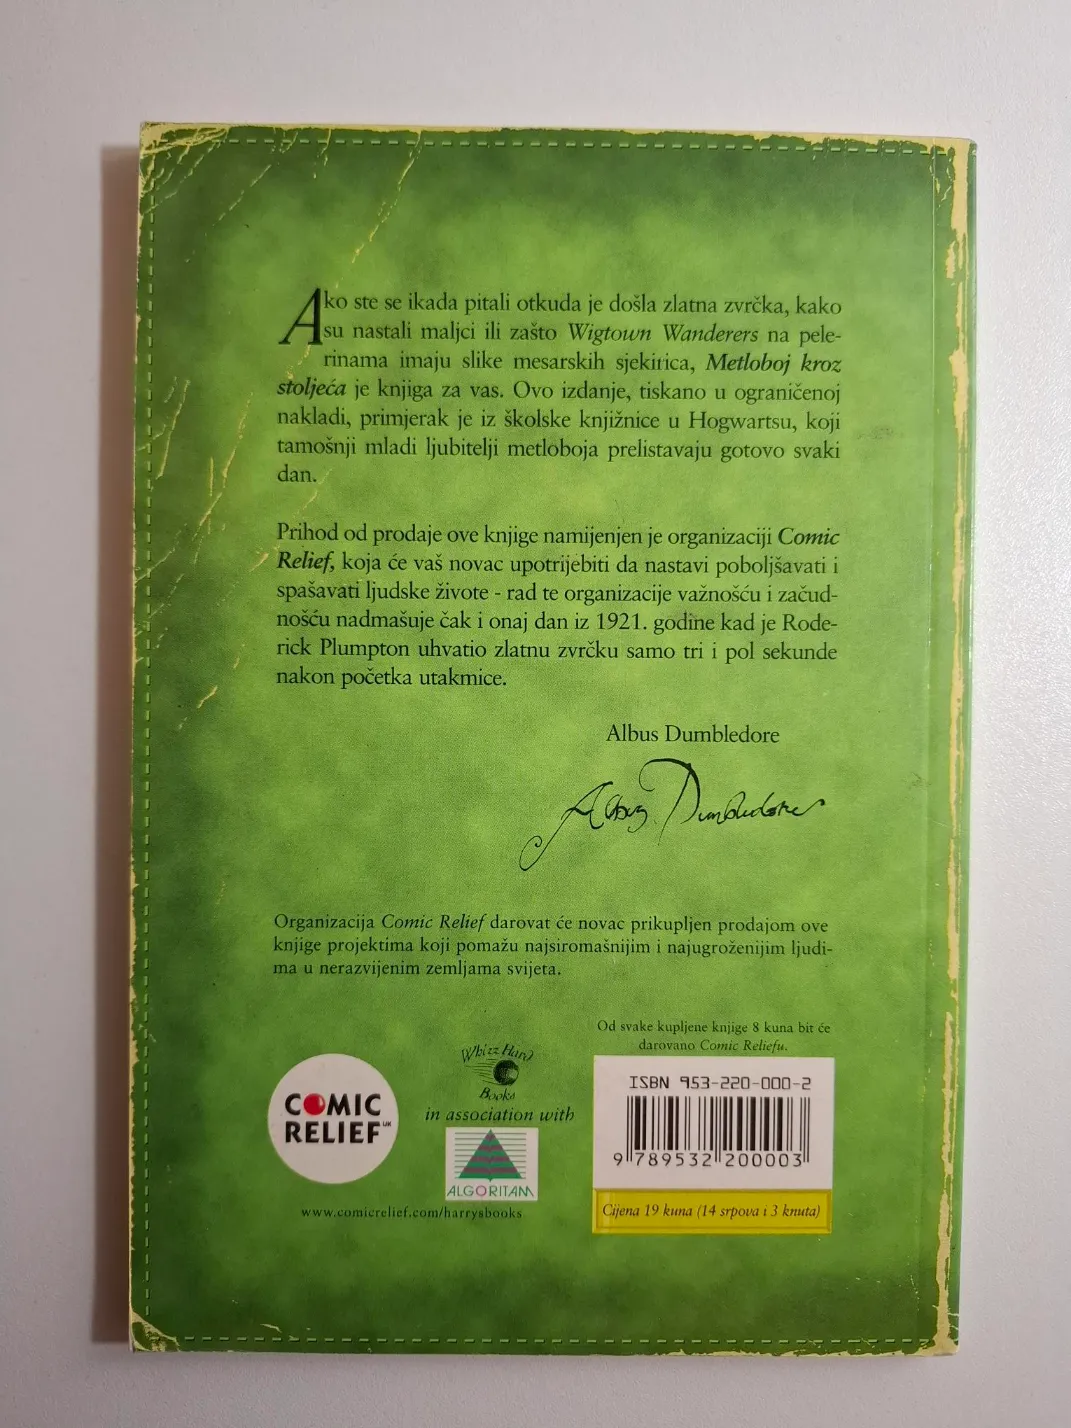 Ako ste se ikada pitali otkuda je došla zlatna zvrčka, kako
su nastali maljci ili zašto Wigtown Wanderers na pele-
rinama imaju slike mesarskih sjekirica, Metloboj kroz
stoljeća je knjiga za vas. Ovo izdanje, tiskano u ograničenoj
nakladi, primjerak je iz školske knjižnice u Hogwartsu, koji
tamošnji mladi ljubitelji metloboja prelistavaju gotovo svaki
dan.
Prihod od prodaje ove knjige namijenjen je organizaciji Comic
Relief, koja će vaš novac upotrijebiti da nastavi poboljšavati i
spašavati ljudske živote - rad te organizacije važnošću i začud-
nošću nadmašuje čak i onaj dan iz 1921. godine kad je Rode-
rick Plumpton uhvatio zlatnu zvrčku samo tri i pol sekunde
nakon početka utakmice.
Albus Dumbledore
Albus Dumbledore
Organizacija Comic Relief darovat će novac prikupljen prodajom ove
knjige projektima koji pomažu najsiromašnijim i najugroženijim ljudi-
ma u nerazvijenim zemljama svijeta.
Od svake kupljene knjige 8 kuna bit će
darovano Comic Reliefu.
COMIC
RELIEF UK
Whizz Hard
Books
in association with
ALGORITAM
www.comicrelief.com/harrysbooks
ISBN 953-220-000-2
9 789532 200003
Cijena 19 kuna (14 srpova i 3 knuta)